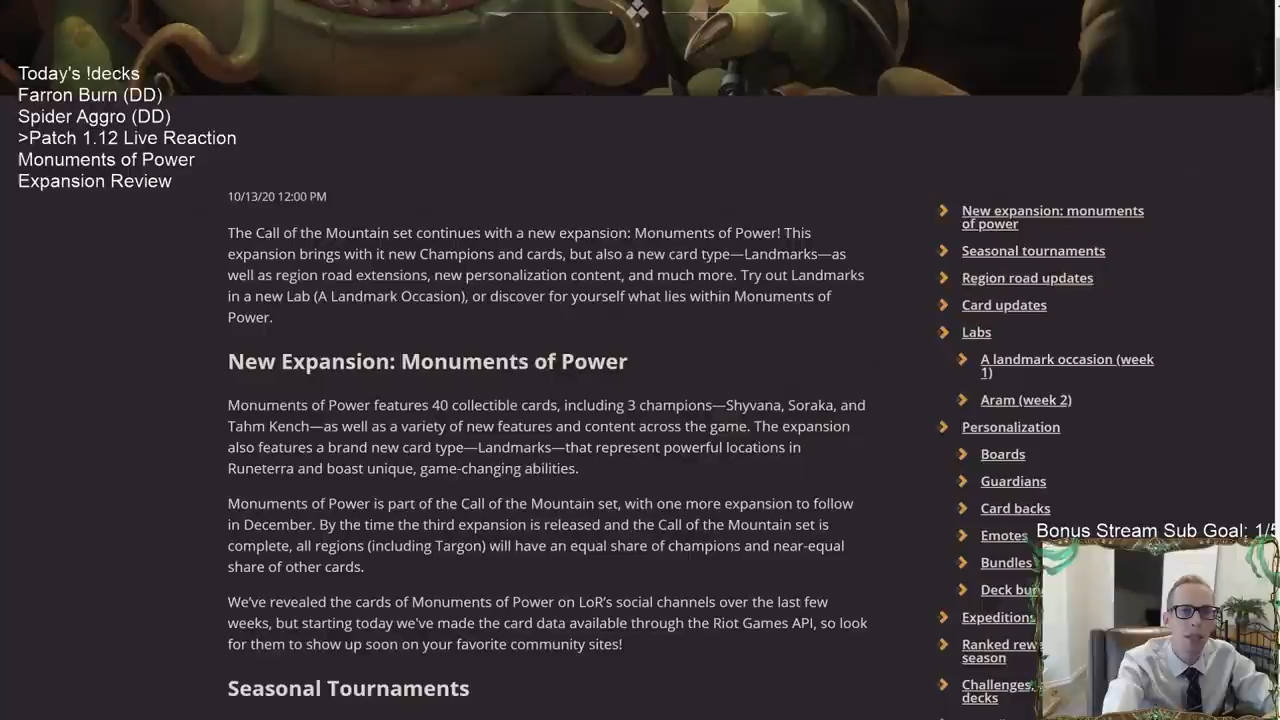 Today's !decks
Farron Burn (DD)
Spider Aggro (DD)
>Patch 1.12 Live Reaction
Monuments of Power
Expansion Review
10/13/20 12:00 PM
The Call of the Mountain set continues with a new expansion: Monuments of Power! This
expansion brings with it new Champions and cards, but also a new card type—Landmarks—as
well as region road extensions, new personalization content, and much more. Try out Landmarks
in a new Lab (A Landmark Occasion), or discover for yourself what lies within Monuments of
Power.
New Expansion: Monuments of Power
Monuments of Power features 40 collectible cards, including 3 champions—Shyvana, Soraka, and
Tahm Kench—as well as a variety of new features and content across the game. The expansion
also features a brand new card type—Landmarks—that represent powerful locations in
Runeterra and boast unique, game-changing abilities.
Monuments of Power is part of the Call of the Mountain set, with one more expansion to follow
in December. By the time the third expansion is released and the Call of the Mountain set is
complete, all regions (including Targon) will have an equal share of champions and near-equal
share of other cards.
We've revealed the cards of Monuments of Power on LoR's social channels over the last few
weeks, but starting today we've made the card data available through the Riot Games API, so look
for them to show up soon on your favorite community sites!
Seasonal Tournaments
New expansion: monuments
of power
Seasonal tournaments
Region road updates
Card updates
Labs
A landmark occasion (week
1)
Aram (week 2)
Personalization
Boards
Guardians
Card backs
Emotes
Bundles
Deck bun
Expeditions
Ranked rew
season
Challenges,
decks
Bonus Stream Sub Goal: 1/5